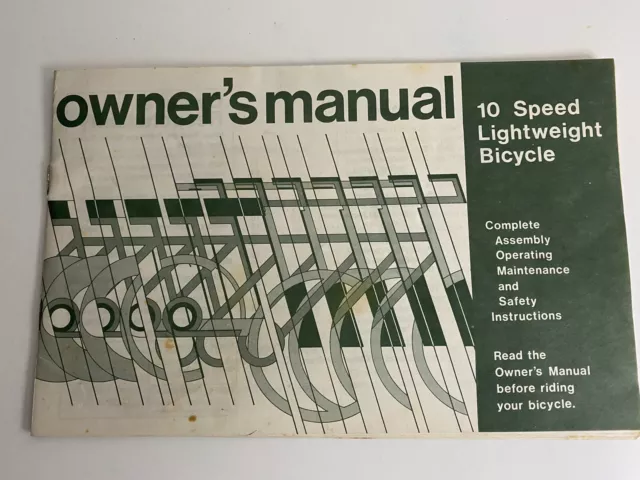 owner's manual
10 Speed
Lightweight
Bicycle
Complete
Assembly
Operating
Maintenance
and
Safety
Instructions
Read the
Owner's Manual
before riding
your bicycle.